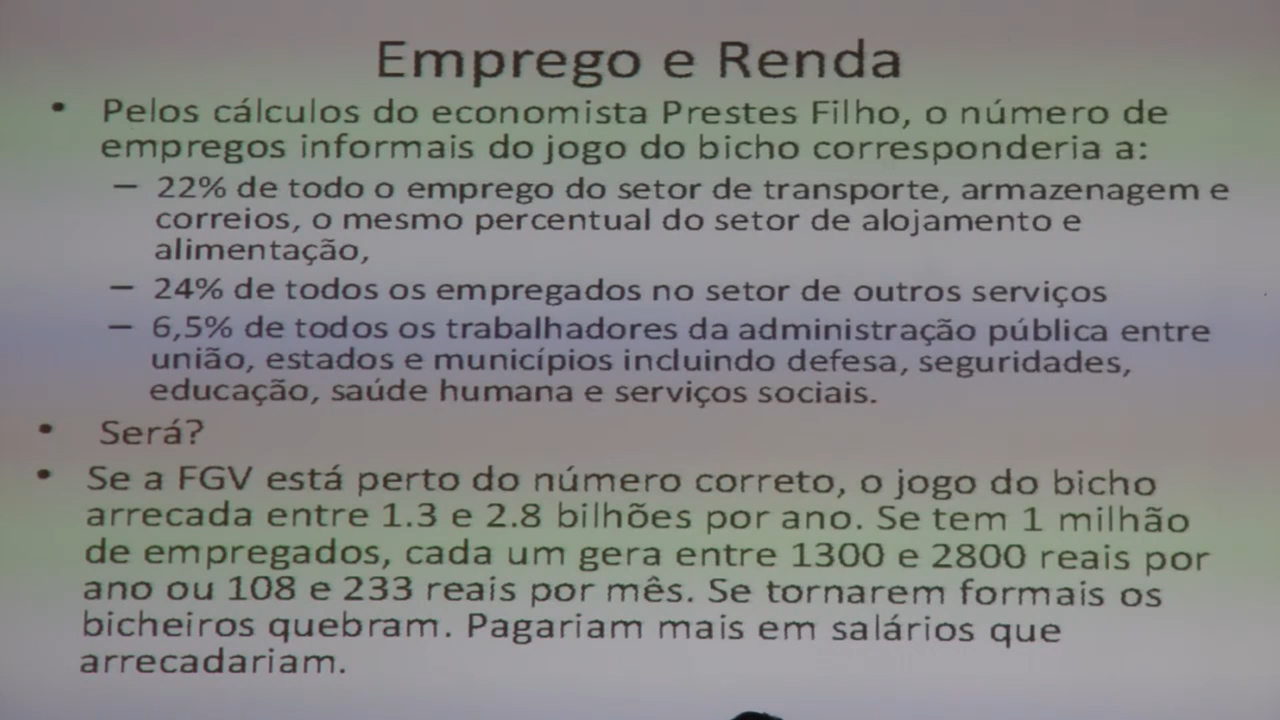 Emprego e Renda
• Pelos cálculos do economista Prestes Filho, o número de
empregos informais do jogo do bicho corresponderia a:
– 22% de todo o emprego do setor de transporte, armazenagem e
correios, o mesmo percentual do setor de alojamento e
alimentação,
– 24% de todos os empregados no setor de outros serviços
– 6,5% de todos os trabalhadores da administração pública entre
união, estados e municípios incluindo defesa, seguridades,
educação, saúde humana e serviços sociais.
• Será?
• Se a FGV está perto do número correto, o jogo do bicho
arrecada entre 1.3 e 2.8 bilhões por ano. Se tem 1 milhão
de empregados, cada um gera entre 1300 e 2800 reais por
ano ou 108 e 233 reais por mês. Se tornarem formais os
bicheiros quebram. Pagariam mais em salários que
arrecadariam.